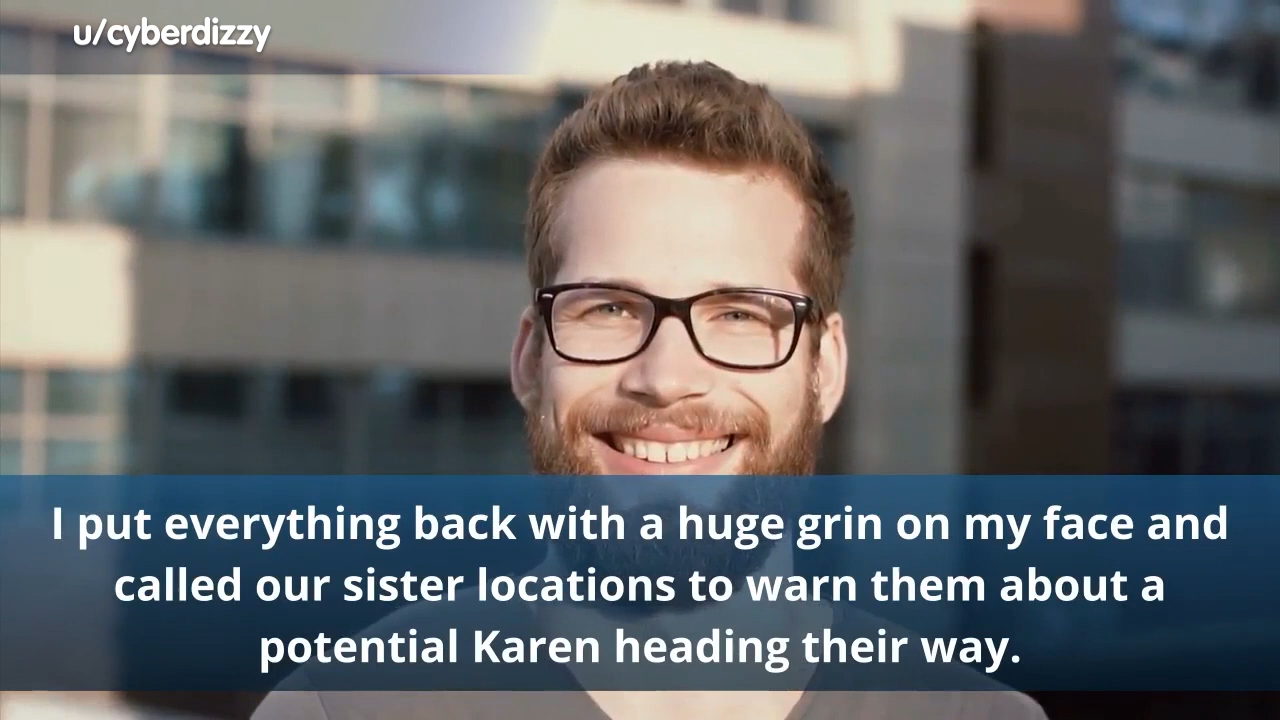 u/cyberdizzy
I put everything back with a huge grin on my face and
called our sister locations to warn them about a
potential Karen heading their way.